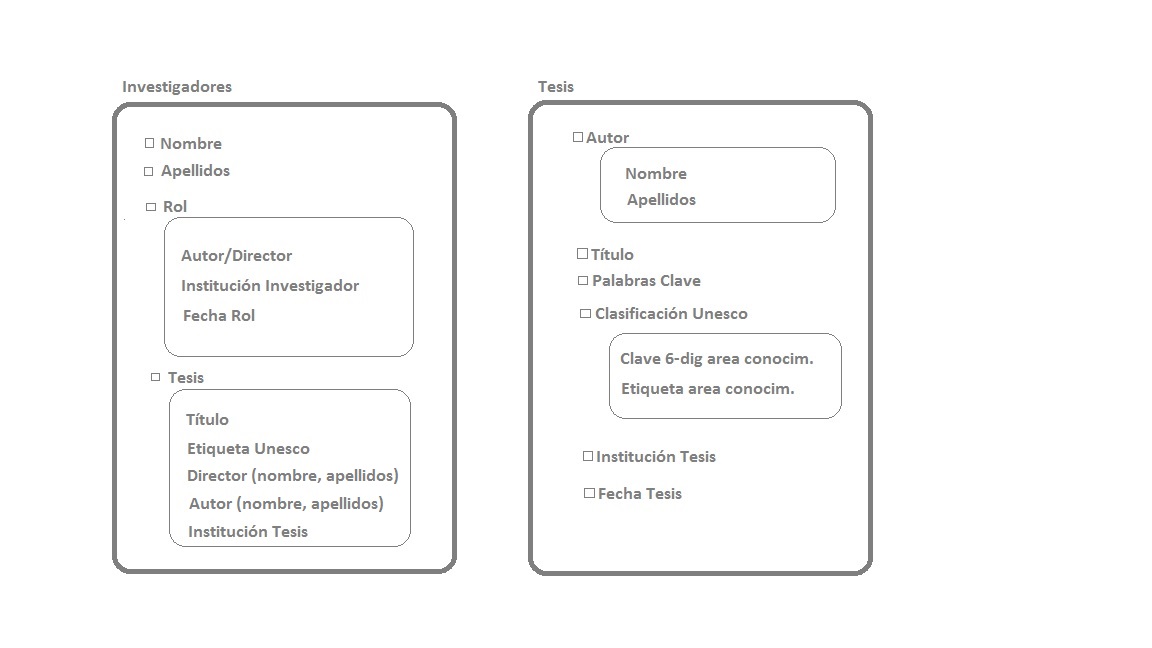 Investigadores
Nombre
Apellidos
Rol
Autor/Director
Institución Investigador
Fecha Rol
Tesis
Título
Etiqueta Unesco
Director (nombre, apellidos)
Autor (nombre, apellidos)
Institución Tesis
Tesis
Autor
Nombre
Apellidos
Título
Palabras Clave
Clasificación Unesco
Clave 6-dig area conocim.
Etiqueta area conocim.
Institución Tesis
Fecha Tesis